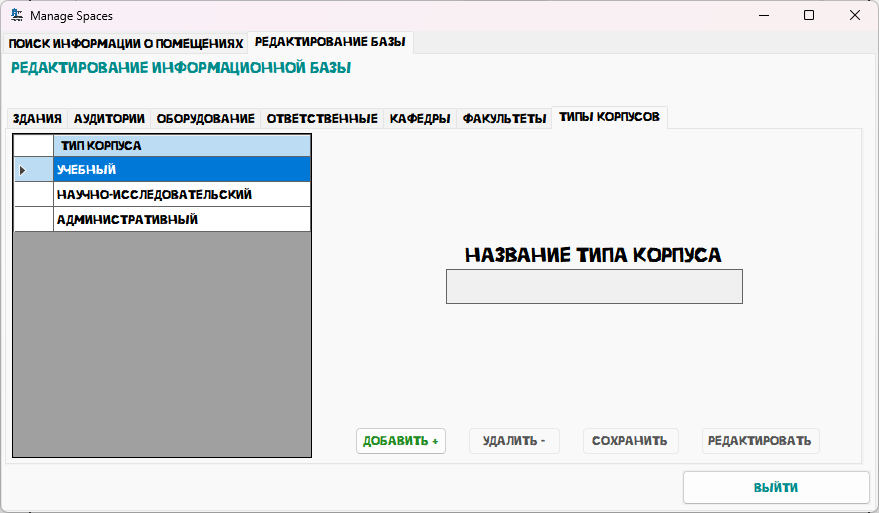 Manage Spaces
ПОИСК ИНФОРМАЦИИ О ПОМЕЩЕНИЯХ РЕДАКТИРОВАНИЕ БАЗЫ
РЕДАКТИРОВАНИЕ ИНФОРМАЦИОННОЙ БАЗЫ
ЗДАНИЯ АУДИТОРИИ ОБОРУДОВАНИЕ ОТВЕТСТВЕННЫЕ КАФЕДРЫ ФАКУЛЬТЕТЫ ТИПЫ КОРПУСОВ
ТИП КОРПУСА
УЧЕБНЫЙ
НАУЧНО-ИССЛЕДОВАТЕЛЬСКИЙ
АДМИНИСТРАТИВНЫЙ
НАЗВАНИЕ ТИПА КОРПУСА
ДОБАВИТЬ + УДАЛИТЬ - СОХРАНИТЬ РЕДАКТИРОВАТЬ
ВЫЙТИ